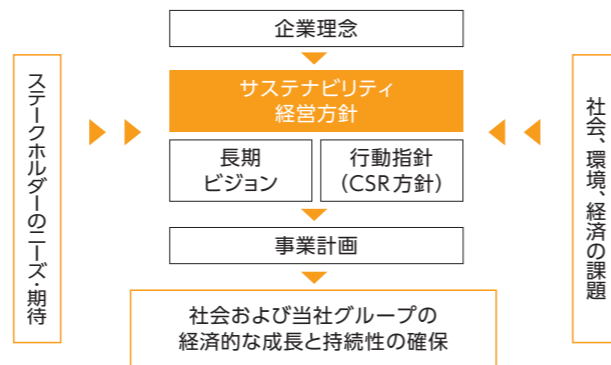 企業理念
ステークホルダーのニーズ・期待
サステナビリティ
経営方針
長期
ビジョン
行動指針
（CSR方針）
社会、環境、経済の課題
事業計画
社会および当社グループの
経済的な成長と持続性の確保